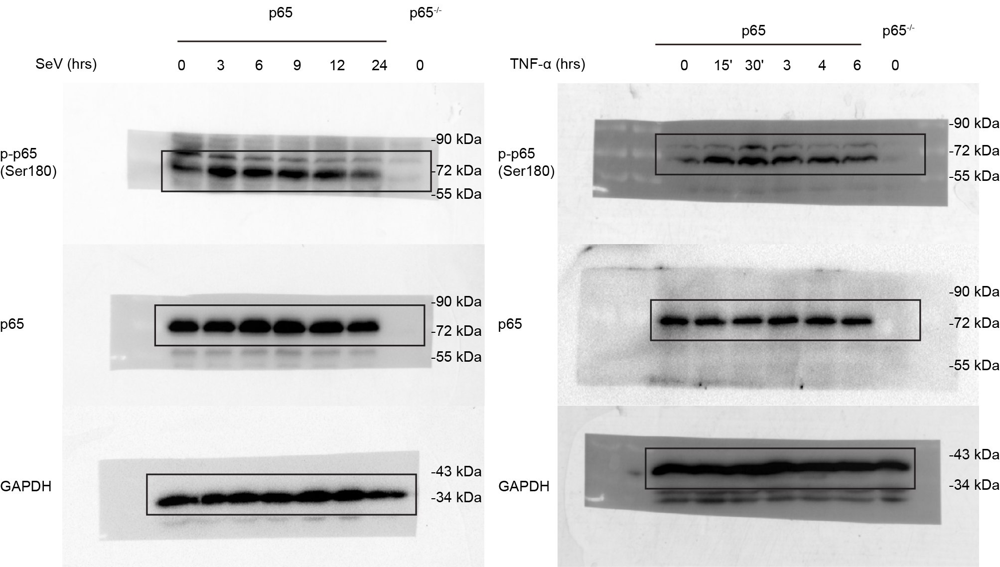 p65 p65-/-
SeV (hrs) 0 3 6 9 12 24 0
p-p65
(Ser180)
-90 kDa
-72 kDa
-55 kDa
p65
-90 kDa
-72 kDa
-55 kDa
GAPDH
-43 kDa
-34 kDa
p65 p65-/-
TNF-α (hrs) 0 15' 30' 3 4 6 0
p-p65
(Ser180)
-90 kDa
-72 kDa
-55 kDa
p65
-90 kDa
-72 kDa
-55 kDa
GAPDH
-43 kDa
-34 kDa